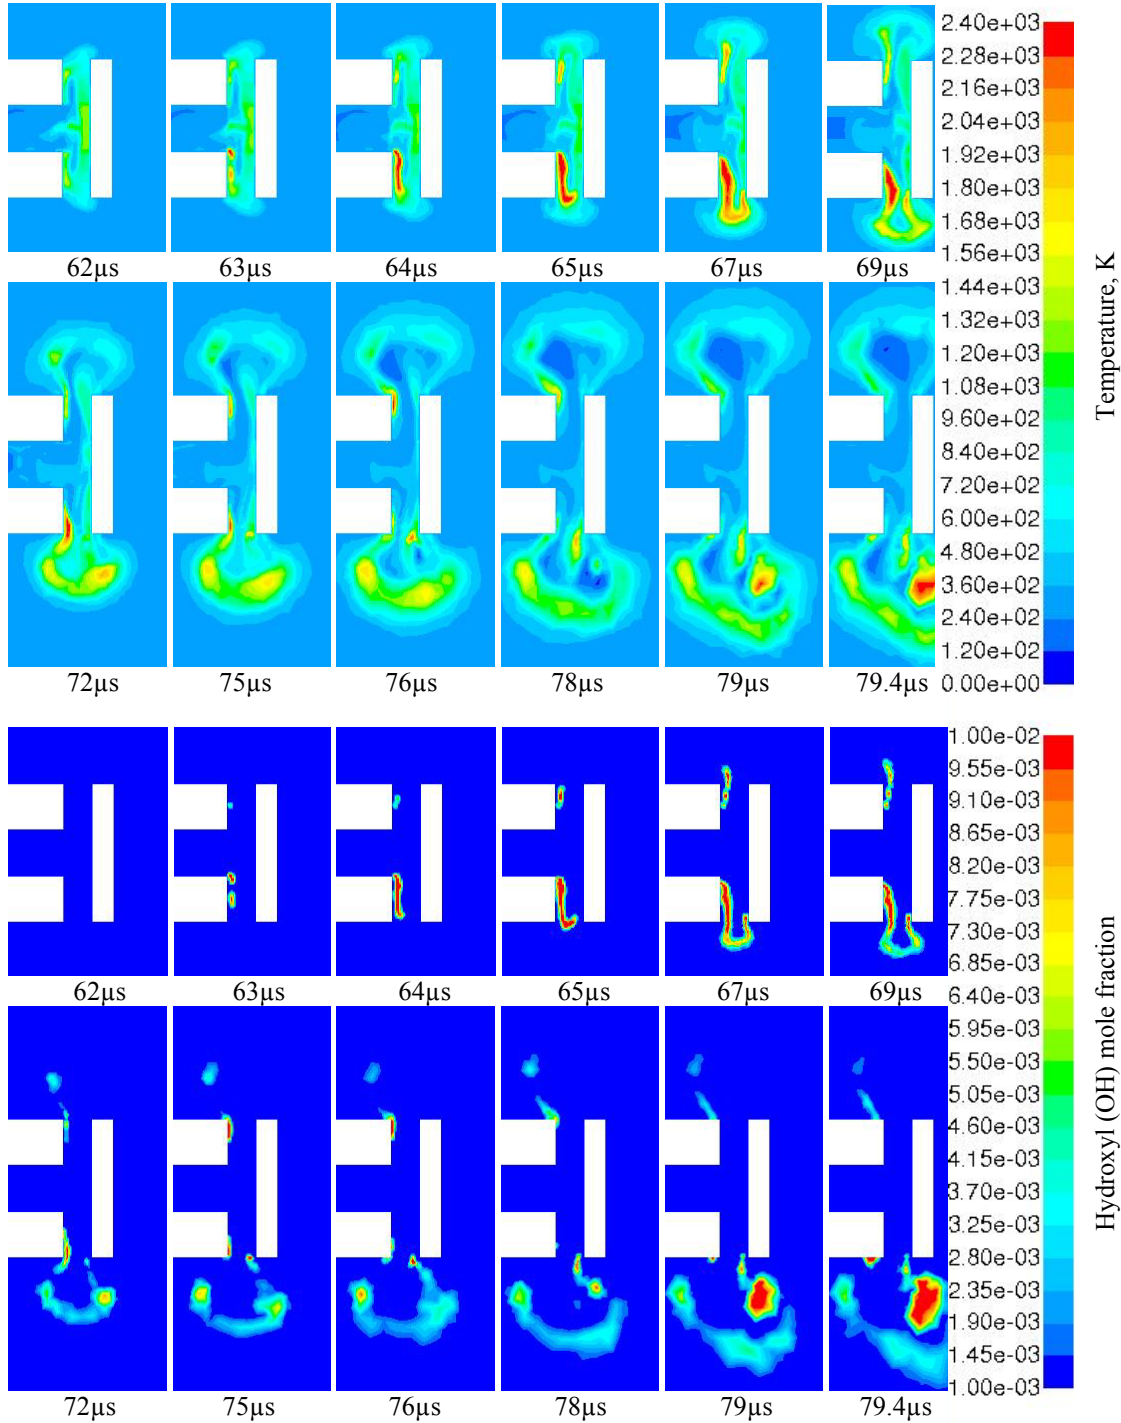 62µs 63µs 64µs 65µs 67µs 69µs
72µs 75µs 76µs 78µs 79µs 79.4µs
2.40e+03
2.28e+03
2.16e+03
2.04e+03
1.92e+03
1.80e+03
1.68e+03
1.56e+03
1.44e+03
1.32e+03
1.20e+03
1.08e+03
9.60e+02
8.40e+02
7.20e+02
6.00e+02
4.80e+02
3.60e+02
2.40e+02
1.20e+02
0.00e+00
Temperature, K
62µs 63µs 64µs 65µs 67µs 69µs
72µs 75µs 76µs 78µs 79µs 79.4µs
1.00e-02
9.55e-03
9.10e-03
8.65e-03
8.20e-03
7.75e-03
7.30e-03
6.85e-03
6.40e-03
5.95e-03
5.50e-03
5.05e-03
4.60e-03
4.15e-03
3.70e-03
3.25e-03
2.80e-03
2.35e-03
1.90e-03
1.45e-03
1.00e-03
Hydroxyl (OH) mole fraction